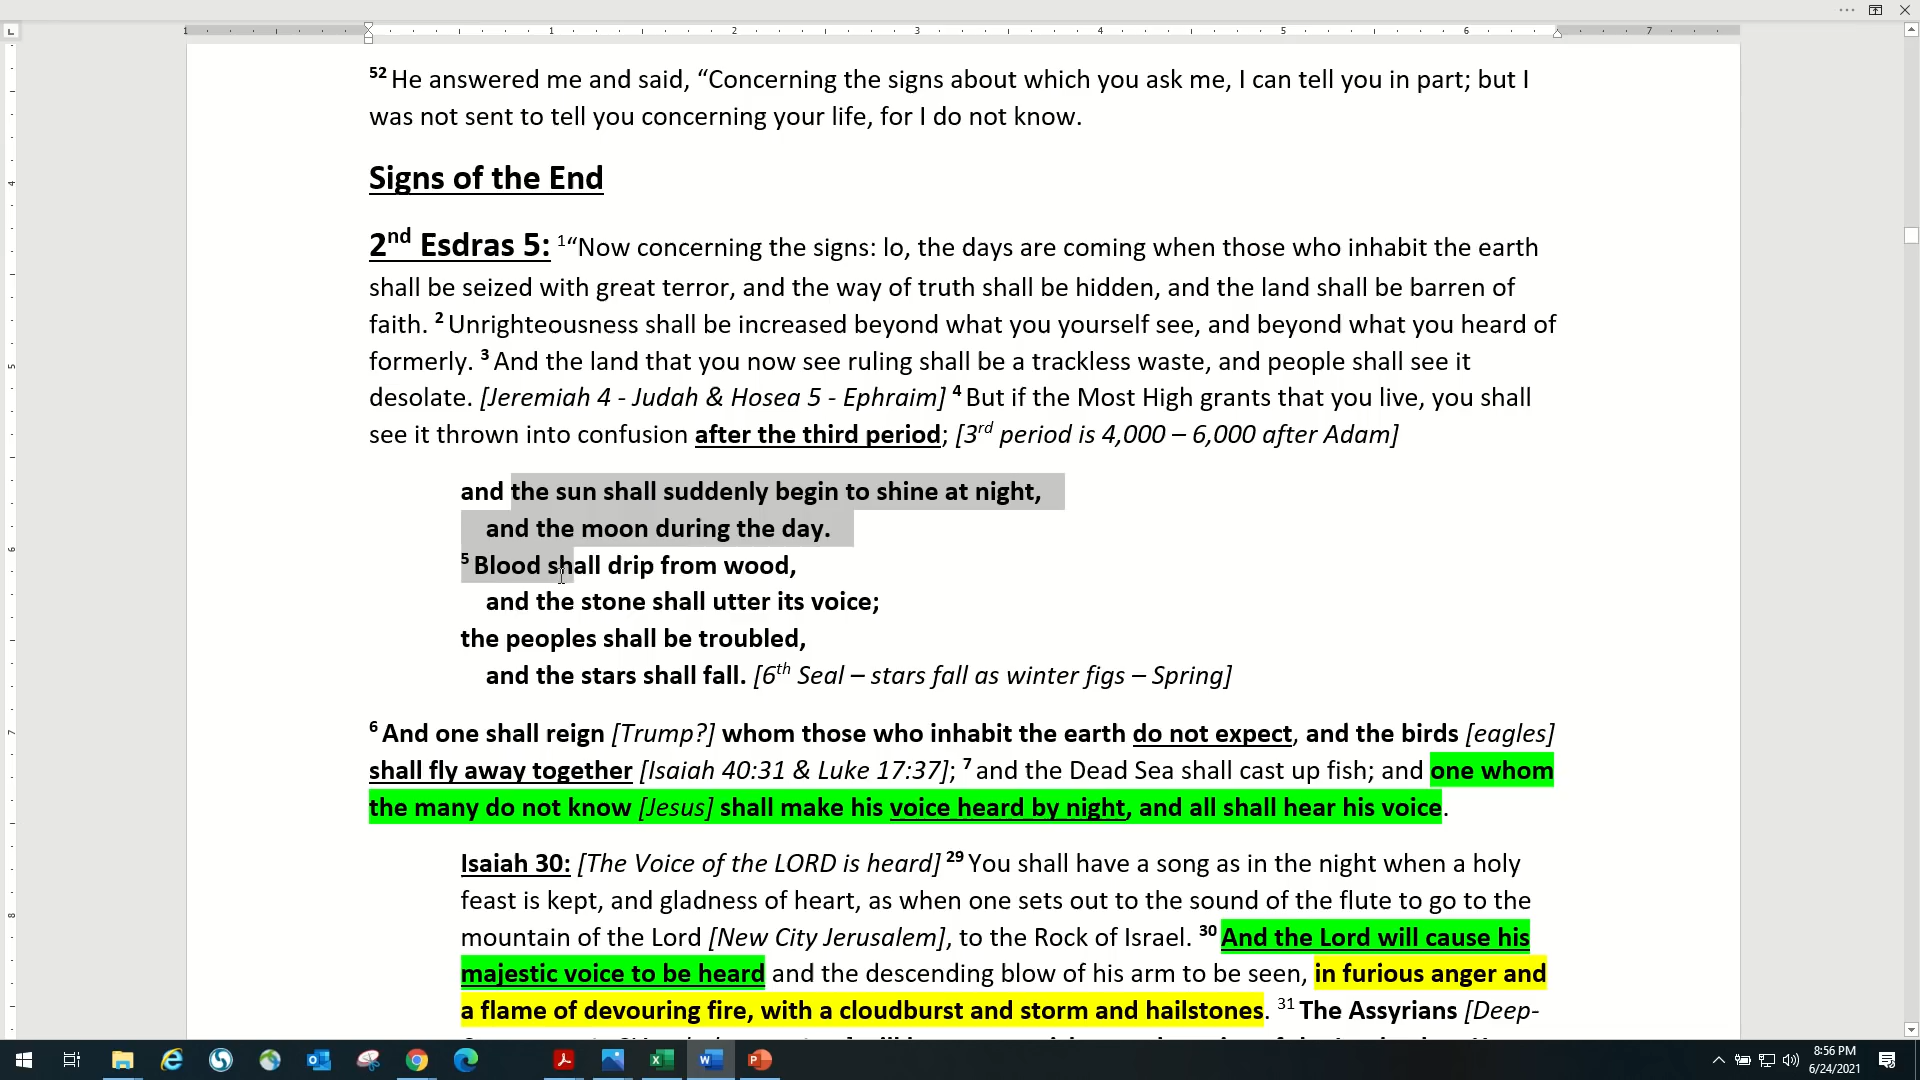 1 1 2 3 4 5 6 7
52 He answered me and said, “Concerning the signs about which you ask me, I can tell you in part; but I
was not sent to tell you concerning your life, for I do not know.
Signs of the End
2nd Esdras 5: 1 “Now concerning the signs: lo, the days are coming when those who inhabit the earth
shall be seized with great terror, and the way of truth shall be hidden, and the land shall be barren of
faith. 2 Unrighteousness shall be increased beyond what you yourself see, and beyond what you heard of
formerly. 3 And the land that you now see ruling shall be a trackless waste, and people shall see it
desolate. [Jeremiah 4 - Judah & Hosea 5 - Ephraim] 4 But if the Most High grants that you live, you shall
see it thrown into confusion after the third period; [3rd period is 4,000 – 6,000 after Adam]
and the sun shall suddenly begin to shine at night,
and the moon during the day.
5 Blood shall drip from wood,
and the stone shall utter its voice;
the peoples shall be troubled,
and the stars shall fall. [6th Seal – stars fall as winter figs – Spring]
6 And one shall reign [Trump?] whom those who inhabit the earth do not expect, and the birds [eagles]
shall fly away together [Isaiah 40:31 & Luke 17:37]; 7 and the Dead Sea shall cast up fish; and one whom
the many do not know [Jesus] shall make his voice heard by night, and all shall hear his voice.
Isaiah 30: [The Voice of the LORD is heard] 29 You shall have a song as in the night when a holy
feast is kept, and gladness of heart, as when one sets out to the sound of the flute to go to the
mountain of the Lord [New City Jerusalem], to the Rock of Israel. 30 And the Lord will cause his
majestic voice to be heard and the descending blow of his arm to be seen, in furious anger and
a flame of devouring fire, with a cloudburst and storm and hailstones. 31 The Assyrians [Deep-
8:56 PM
6/24/2021